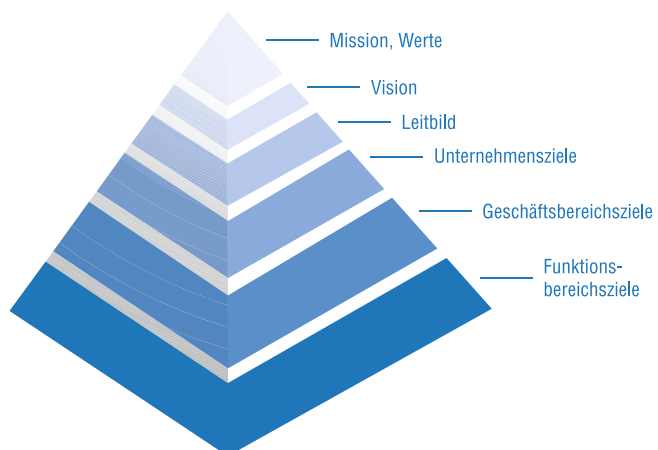 Mission, Werte
Vision
Leitbild
Unternehmensziele
Geschäftsbereichsziele
Funktions-
bereichsziele